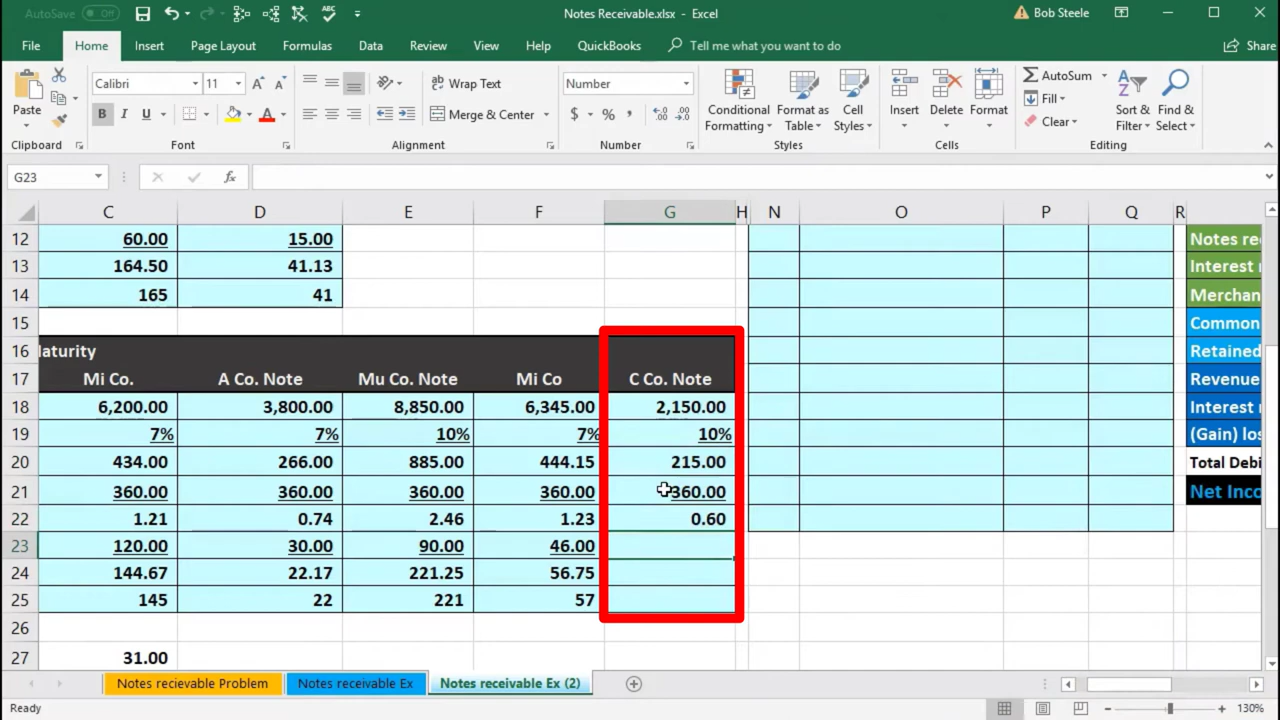 AutoSave Off ABC Notes Receivable.xlsx - Excel Bob Steele
File Home Insert Page Layout Formulas Data Review View Help QuickBooks Tell me what you want to do Share
Paste Calibri 11 A A ab Wrap Text Number Conditional Formatting Format as Table Cell Styles Insert Delete Format AutoSum Sort & Filter Find & Select
B I U A Merge & Center $ % , Fill
Clear
Clipboard Font Alignment Number Styles Cells Editing
G23 fx
C D E F G H N O P Q R
12 60.00 15.00 Notes rec
13 164.50 41.13 Interest
14 165 41 Merchan
15 Common
16 aturity Retained
17 Mi Co. A Co. Note Mu Co. Note Mi Co C Co. Note Revenue
18 6,200.00 3,800.00 8,850.00 6,345.00 2,150.00 Interest
19 7% 7% 10% 7% 10% (Gain) los
20 434.00 266.00 885.00 444.15 215.00 Total Debi
21 360.00 360.00 360.00 360.00 360.00 Net Inco
22 1.21 0.74 2.46 1.23 0.60
23 120.00 30.00 90.00 46.00
24 144.67 22.17 221.25 56.75
25 145 22 221 57
26
27 31.00
Notes recievable Problem Notes receivable Ex Notes receivable Ex (2)
Ready 130%